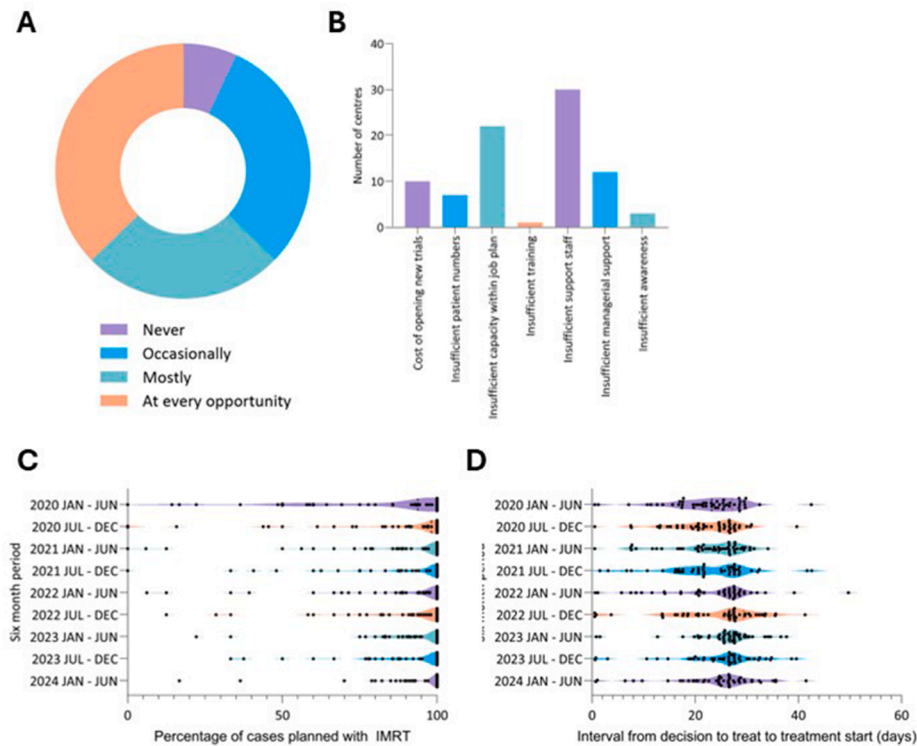 A
B
40
30
20
10
0
Number of centres
Cost of opening new trials
Insufficient patient numbers
Insufficient capacity within job plan
Insufficient training
Insufficient support staff
Insufficient managerial support
Insufficient awareness
Never
Occasionally
Mostly
At every opportunity
C
Six month period
2020 JAN - JUN
2020 JUL - DEC
2021 JAN - JUN
2021 JUL - DEC
2022 JAN - JUN
2022 JUL - DEC
2023 JAN - JUN
2023 JUL - DEC
2024 JAN - JUN
0 50 100
Percentage of cases planned with IMRT
D
2020 JAN - JUN
2020 JUL - DEC
2021 JAN - JUN
2021 JUL - DEC
2022 JAN - JUN
2022 JUL - DEC
2023 JAN - JUN
2023 JUL - DEC
2024 JAN - JUN
0 20 40 60
Interval from decision to treat to treatment start (days)